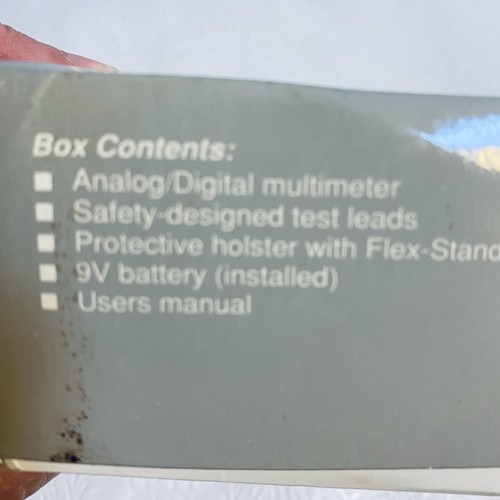 Box Contents:
■ Analog/Digital multimeter
■ Safety-designed test leads
■ Protective holster with Flex-Stand
■ 9V battery (installed)
■ Users manual